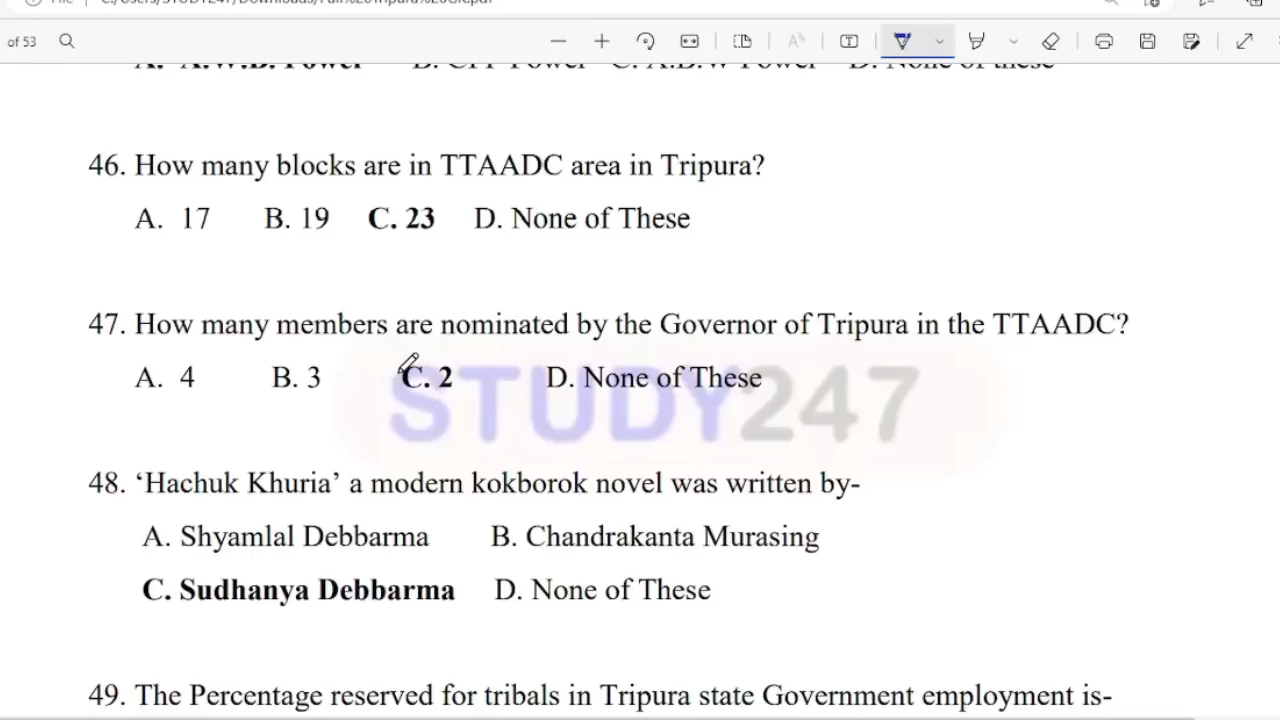 of 53
46. How many blocks are in TTAADC area in Tripura?
A. 17 B. 19 C. 23 D. None of These
47. How many members are nominated by the Governor of Tripura in the TTAADC?
A. 4 B. 3 C. 2 D. None of These
STUDY247
48. ‘Hachuk Khuria’ a modern kokborok novel was written by-
A. Shyamlal Debbarma B. Chandrakanta Murasing
C. Sudhanya Debbarma D. None of These
49. The Percentage reserved for tribals in Tripura state Government employment is-